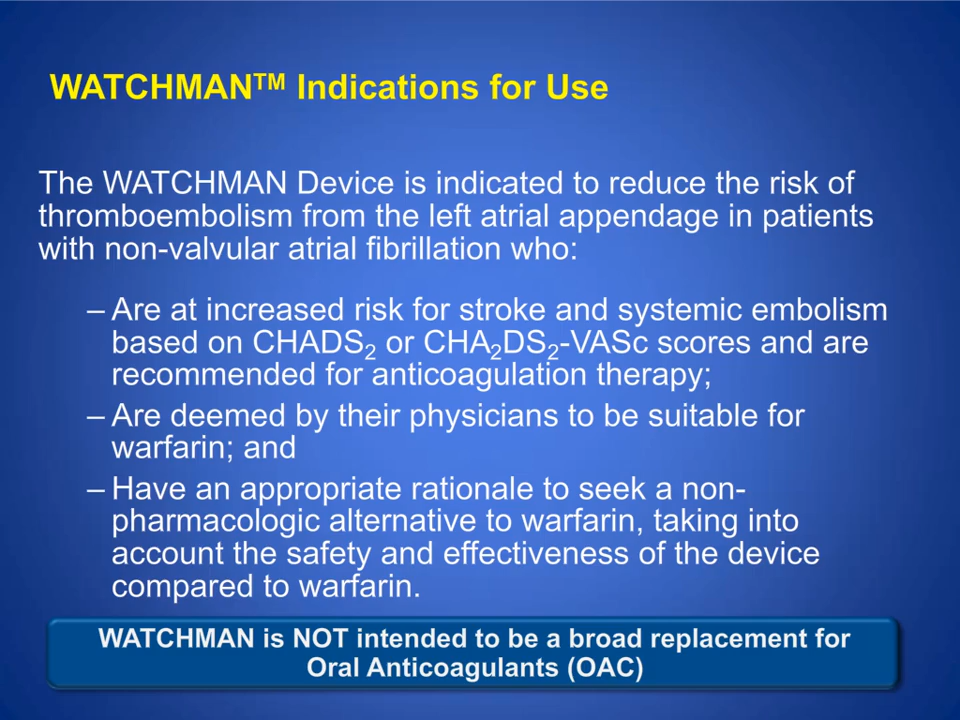 WATCHMAN™ Indications for Use
The WATCHMAN Device is indicated to reduce the risk of
thromboembolism from the left atrial appendage in patients
with non-valvular atrial fibrillation who:
– Are at increased risk for stroke and systemic embolism
based on CHADS₂ or CHA₂DS₂-VASc scores and are
recommended for anticoagulation therapy;
– Are deemed by their physicians to be suitable for
warfarin; and
– Have an appropriate rationale to seek a non-
pharmacologic alternative to warfarin, taking into
account the safety and effectiveness of the device
compared to warfarin.
WATCHMAN is NOT intended to be a broad replacement for
Oral Anticoagulants (OAC)